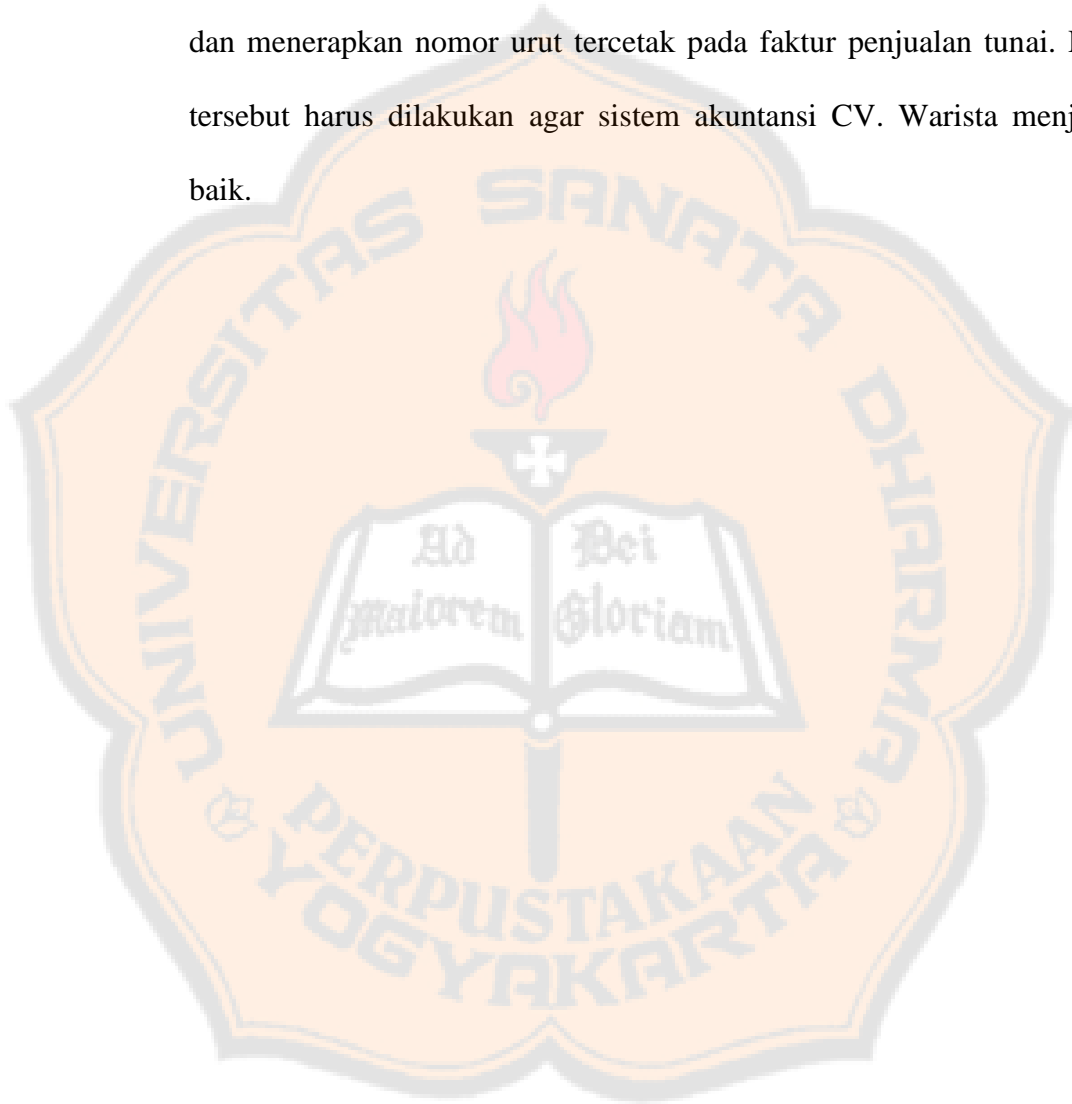 dan menerapkan nomor urut tercetak pada faktur penjualan tunai.
tersebut harus dilakukan agar sistem akuntansi CV. Warista
baik.
UNIVERSITAS SANATA DHARMA
Ad Dei
Maiorem Gloriam
PERPUSTAKAAN
YOGYAKARTA